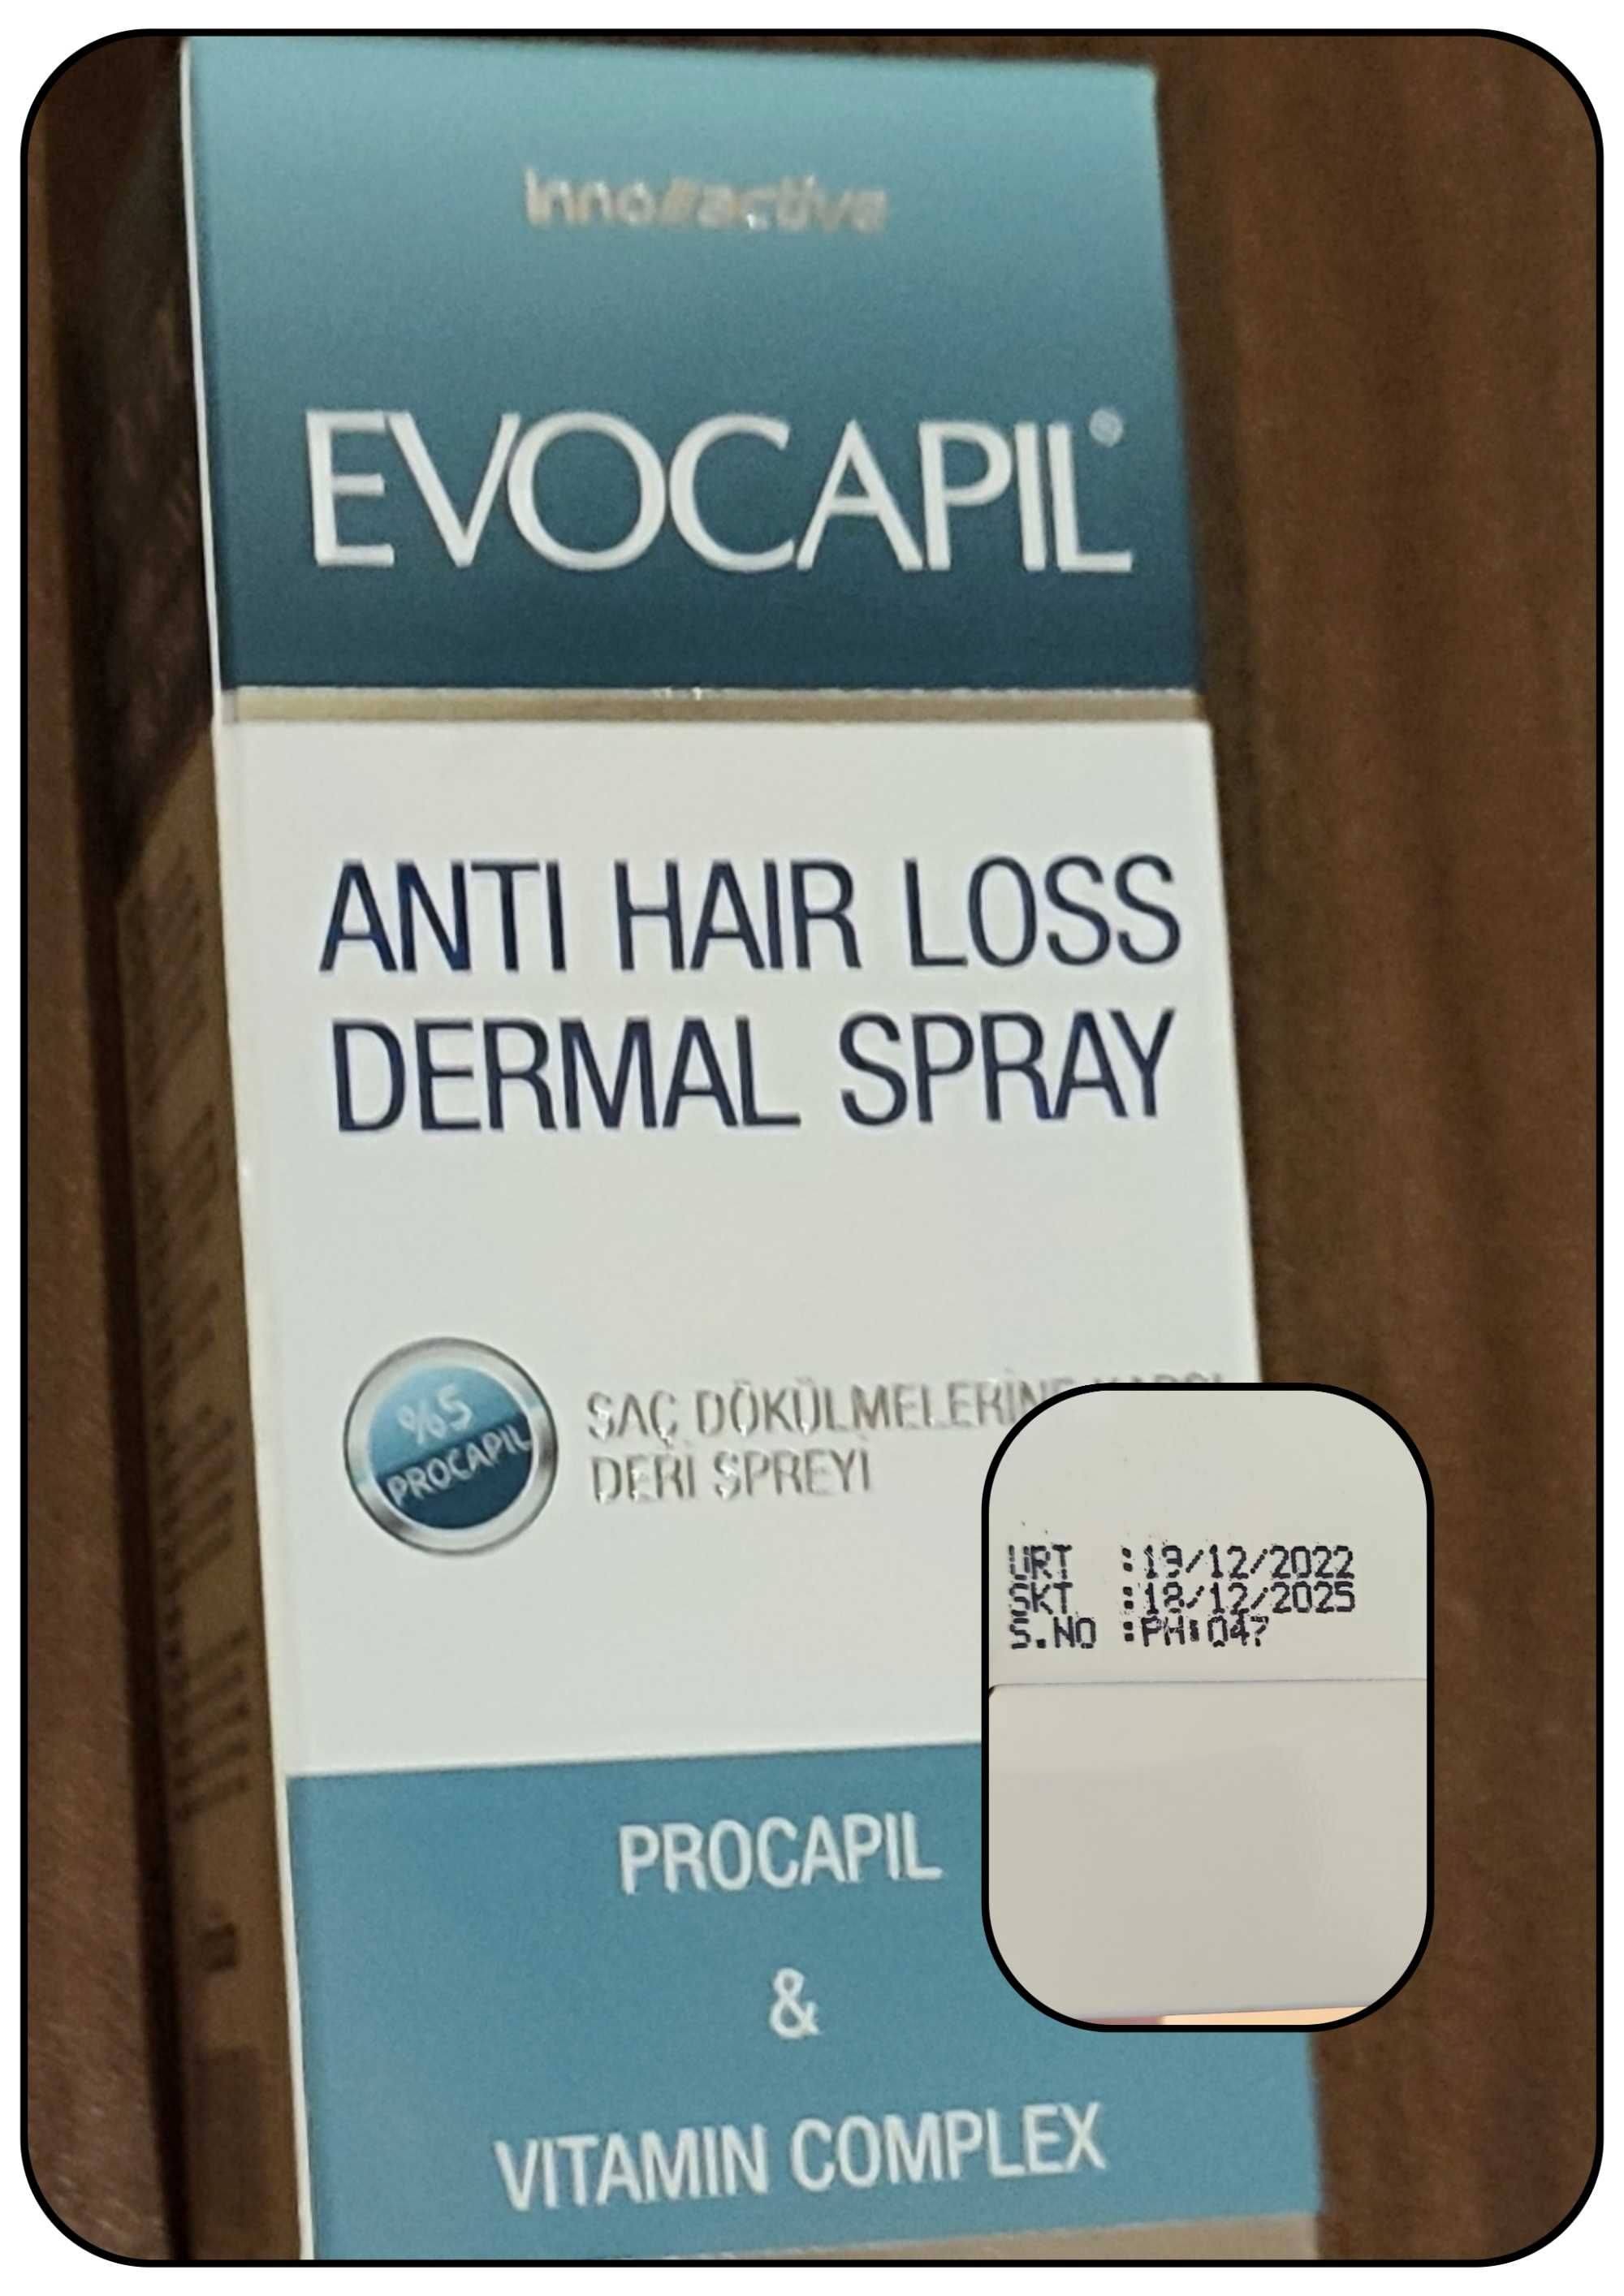 inno//active
EVOCAPIL®
ANTI HAIR LOSS
DERMAL SPRAY
%5
PROCAPIL
SAÇ DÖKÜLMELERİNE
DERİ SPREYİ
ÜRT :19/12/2022
SKT :18/12/2025
S.NO :PH:047
PROCAPIL
&
VITAMIN COMPLEX